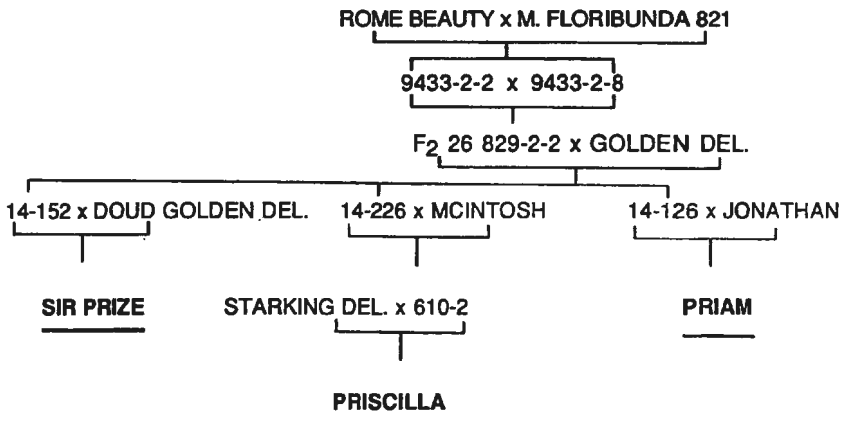 ROME BEAUTY x M. FLORIBUNDA 821
9433-2-2 x 9433-2-8
F2 26 829-2-2 x GOLDEN DEL.
14-152 x DOUD GOLDEN DEL. 14-226 x MCINTOSH 14-126 x JONATHAN
SIR PRIZE STARKING DEL. x 610-2 PRIAM
PRISCILLA